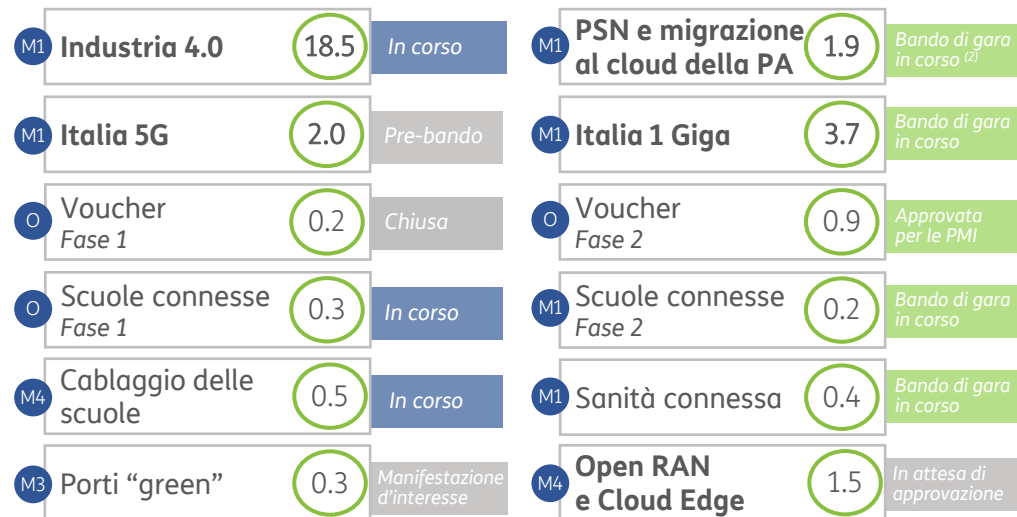 M1 Industria 4.0 18.5 In corso
M1 PSN e migrazione
al cloud della PA 1.9 Bando di gara
in corso (2)
M1 Italia 5G 2.0 Pre-bando
M1 Italia 1 Giga 3.7 Bando di gara
in corso
O Voucher
Fase 1 0.2 Chiusa
O Voucher
Fase 2 0.9 Approvata
per le PMI
O Scuole connesse
Fase 1 0.3 In corso
M1 Scuole connesse
Fase 2 0.2 Bando di gara
in corso
M4 Cablaggio delle
scuole 0.5 In corso
M1 Sanità connessa 0.4 Bando di gara
in corso
M3 Porti “green” 0.3 Manifestazione
d'interesse
M4 Open RAN
e Cloud Edge 1.5 In attesa di
approvazione